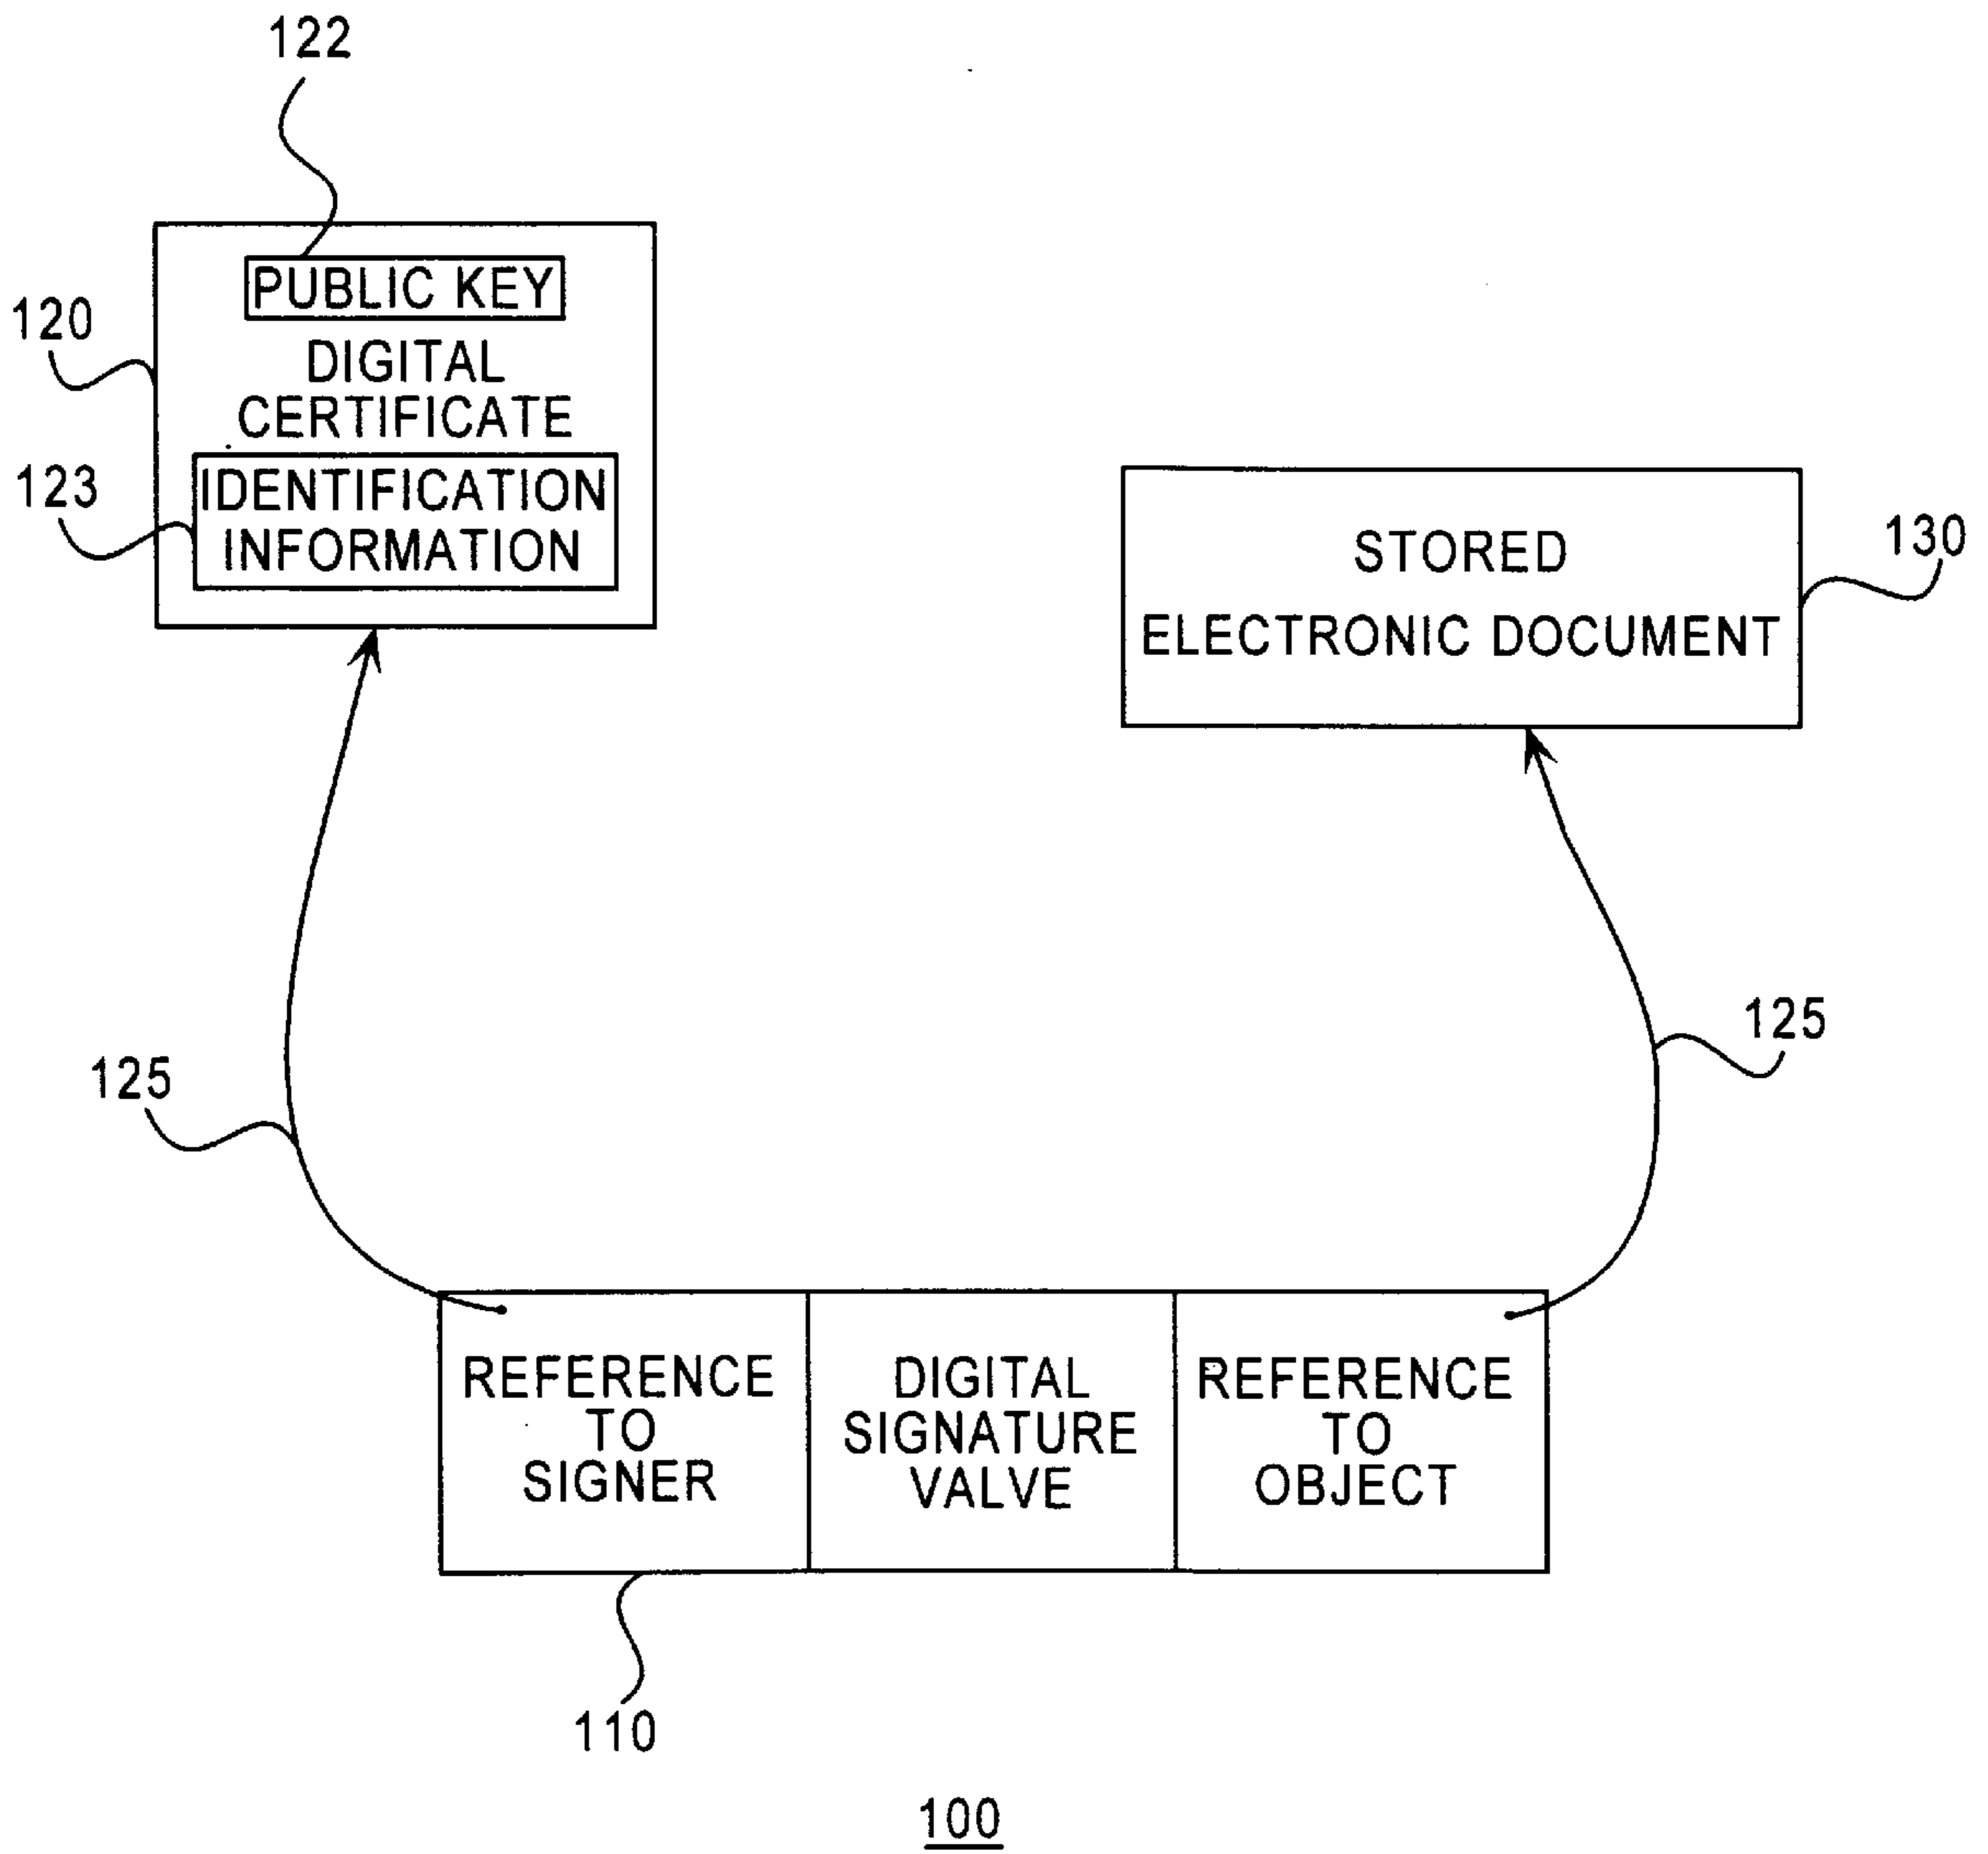 122
PUBLIC KEY
120
DIGITAL
CERTIFICATE
123
IDENTIFICATION
INFORMATION
STORED
ELECTRONIC DOCUMENT
130
125
125
REFERENCE
TO
SIGNER
DIGITAL
SIGNATURE
VALVE
REFERENCE
TO
OBJECT
110
100